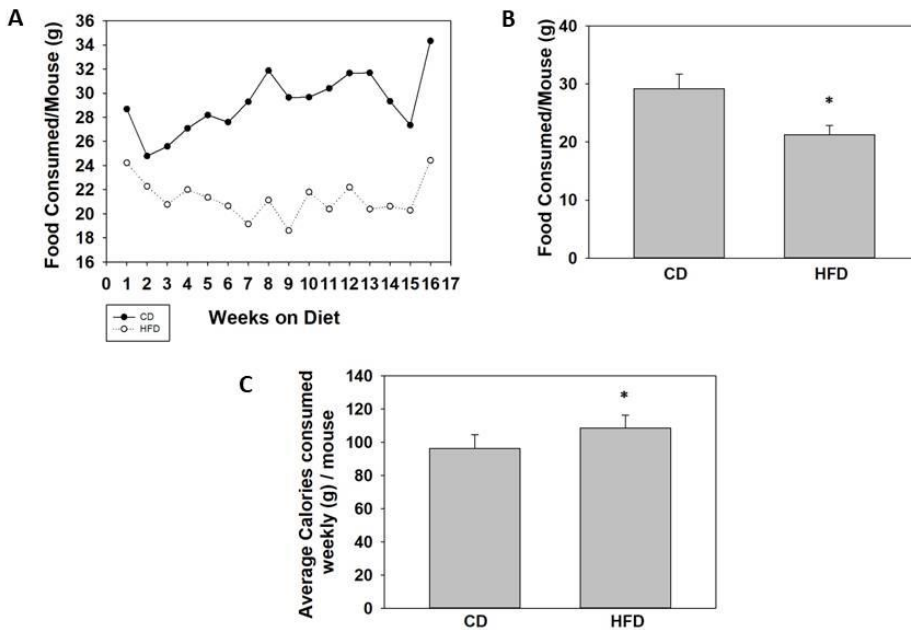 A
Food Consumed/Mouse (g)
36
34
32
30
28
26
24
22
20
18
16
0 1 2 3 4 5 6 7 8 9 10 11 12 13 14 15 16 17
Weeks on Diet
CD
HFD
B
Food Consumed/Mouse (g)
40
30
20
10
0
*
CD HFD
C
Average Calories consumed
weekly (g) / mouse
140
120
100
80
60
40
20
0
*
CD HFD